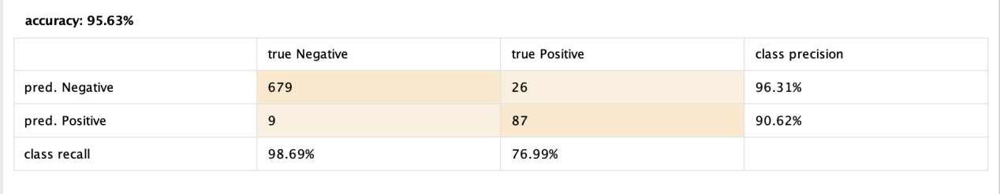 accuracy: 95.63%
true Negative true Positive class precision
pred. Negative 679 26 96.31%
pred. Positive 9 87 90.62%
class recall 98.69% 76.99%